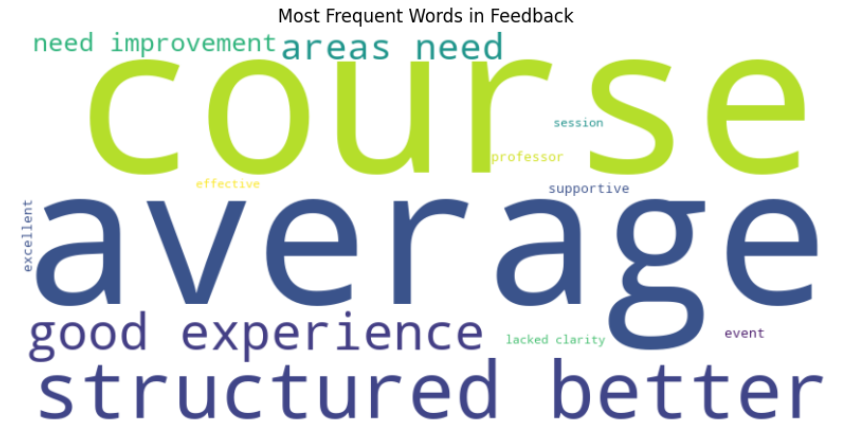 Most Frequent Words in Feedback
need improvement
areas need
course
session
professor
effective
supportive
excellent
average
good experience
lacked clarity
event
structured better